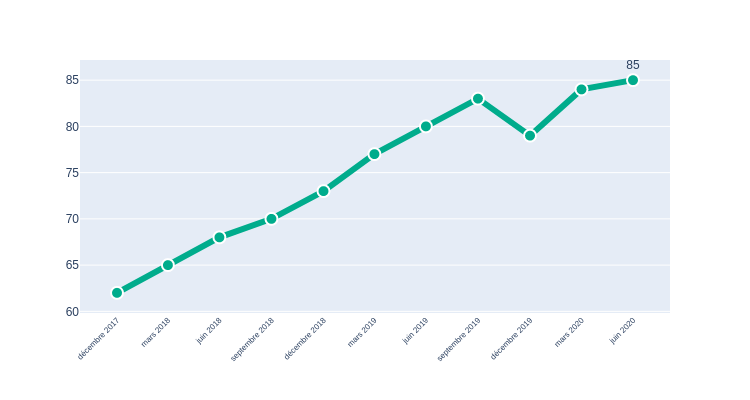 85
85
80
75
70
65
60
décembre 2017
mars 2018
juin 2018
septembre 2018
décembre 2018
mars 2019
juin 2019
septembre 2019
décembre 2019
mars 2020
juin 2020